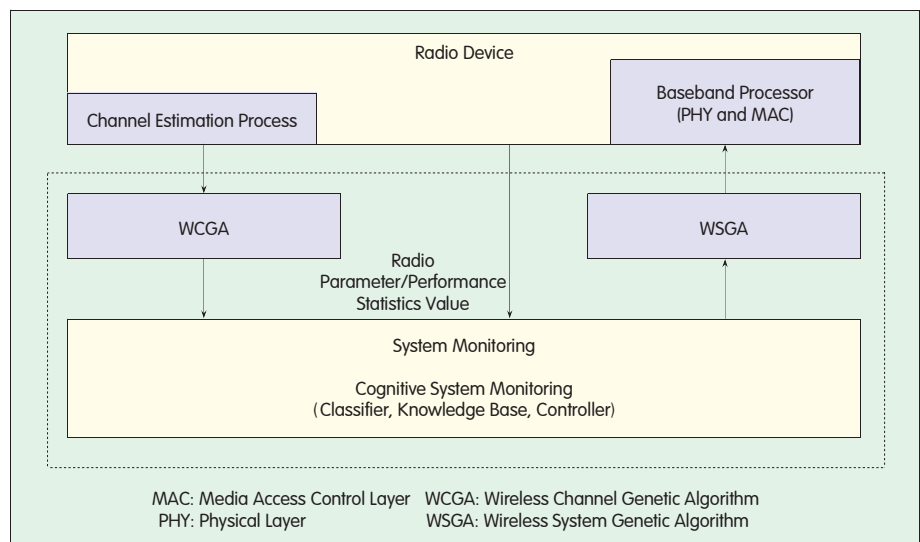 Radio Device
Baseband Processor
(PHY and MAC)
Channel Estimation Process
WCGA
WSGA
Radio
Parameter/Performance
Statistics Value
System Monitoring
Cognitive System Monitoring
(Classifier, Knowledge Base, Controller)
MAC: Media Access Control Layer WCGA: Wireless Channel Genetic Algorithm
PHY: Physical Layer WSGA: Wireless System Genetic Algorithm